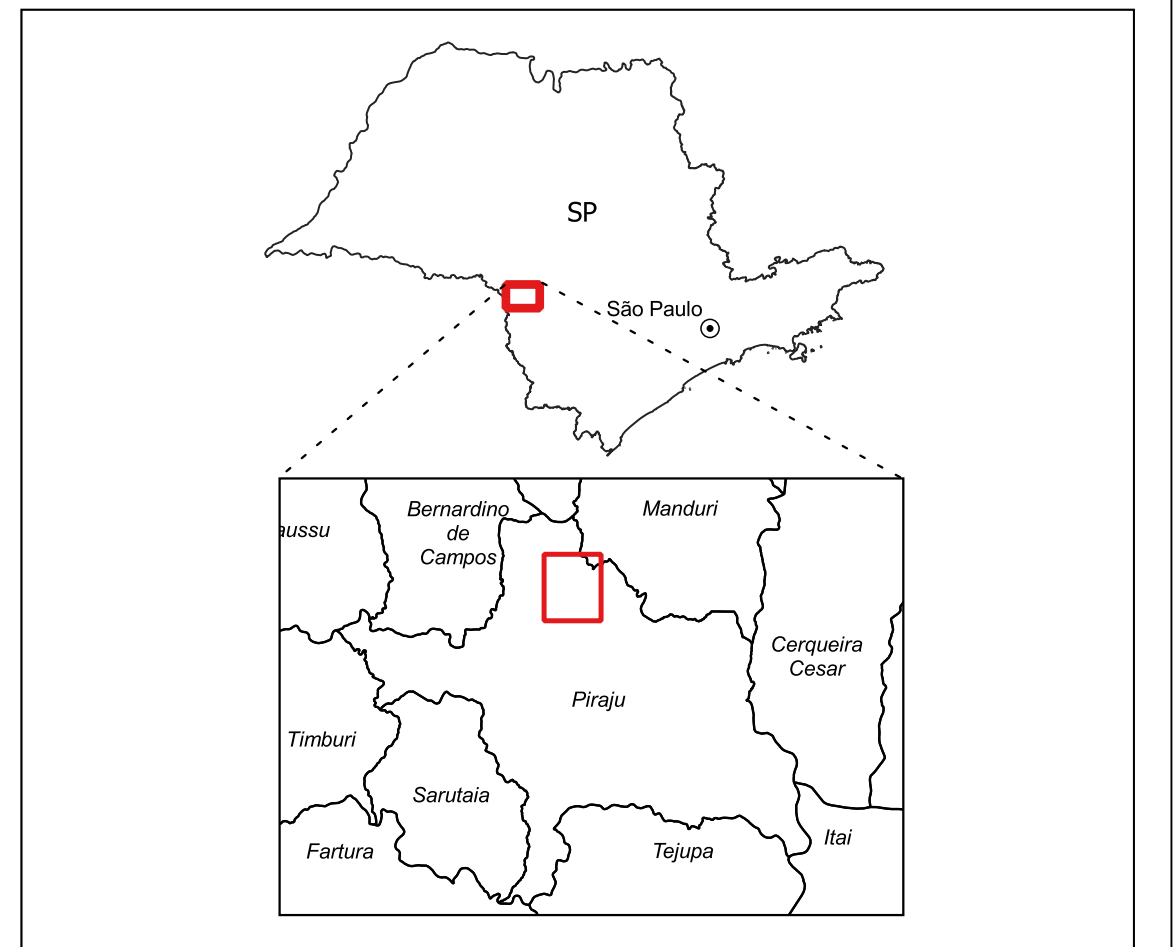 SP
São Paulo
Bernardino
de
Campos
Manduri
aussu
Cerqueira
Cesar
Piraju
Timburi
Sarutaia
Fartura
Tejupa
Itai